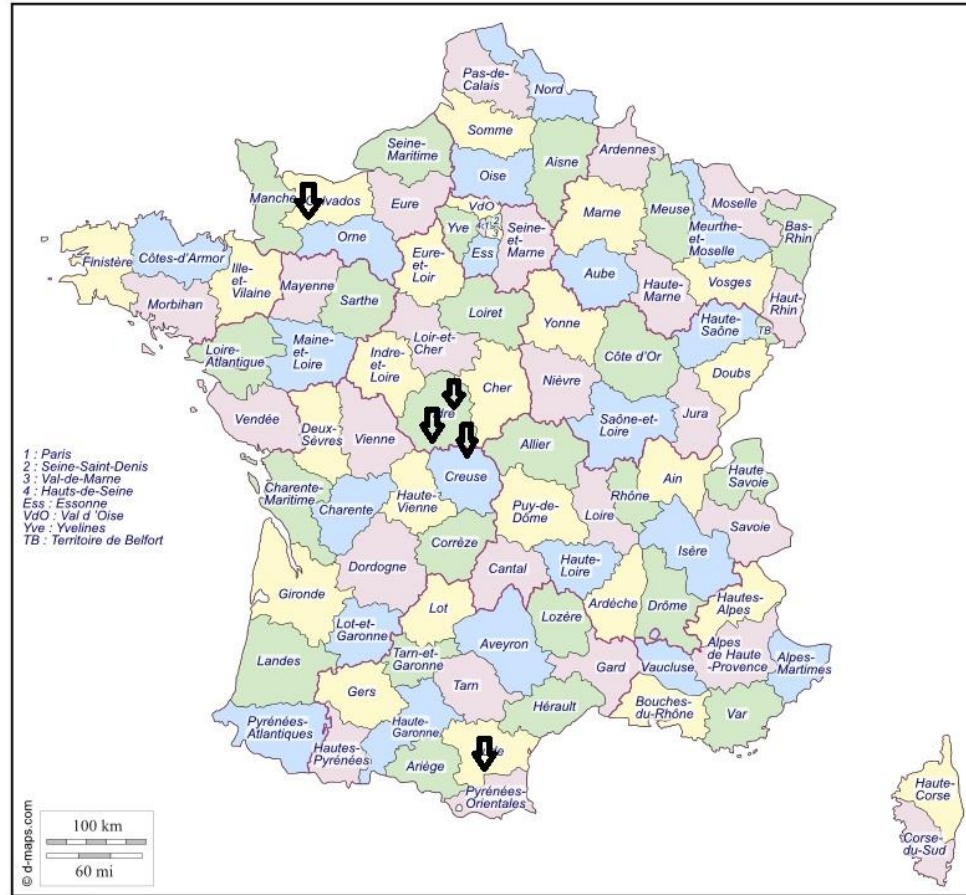 Pas-de-
Calais
Nord
Somme
Seine-
Maritime
Oise
Aisne
Ardennes
Manche
Eure
VdO
Yve
Ess
2
4
1
3
Seine-
et-
Marne
Marne
Meuse
Moselle
Meurthe-
et-
Moselle
Bas-
Rhin
Finistère
Côtes-d'Armor
Ille-
et-
Vilaine
Morbihan
Orne
Mayenne
Sarthe
Eure-
et-
Loir
Loiret
Aube
Haute-
Marne
Vosges
Haut-
Rhin
Yonne
Haute-
Saône
TB
Loire-
Atlantique
Maine-
et-
Loire
Indre-
et-
Loire
Loir-et-
Cher
Cher
Nièvre
Côte d'Or
Doubs
Vendée
Deux-
Sèvres
Vienne
Saône-et-
Loire
Jura
Allier
Creuse
1 : Paris
2 : Seine-Saint-Denis
3 : Val-de-Marne
4 : Hauts-de-Seine
Ess : Essonne
VdO : Val d 'Oise
Yve : Yvelines
TB : Territoire de Belfort
Charente-
Maritime
Charente
Haute-
Vienne
Puy-de-
Dôme
Loire
Rhône
Ain
Haute
Savoie
Savoie
Corrèze
Dordogne
Cantal
Haute-
Loire
Isère
Gironde
Lot
Lot-et-
Garonne
Aveyron
Lozére
Ardèche
Drôme
Hautes-
Alpes
Landes
Tarn-et-
Garonne
Tarn
Gard
Vaucluse
Alpes
de Haute
-Provence
Alpes-
Martimes
Gers
Haute-
Garonne
Hérault
Bouches-
du-Rhône
Var
Pyrénées-
Atlantiques
Hautes-
Pyrénées
Ariège
Pyrénées-
Orientales
Haute-
Corse
Corse-
du-Sud
100 km
60 mi
© d-maps.com